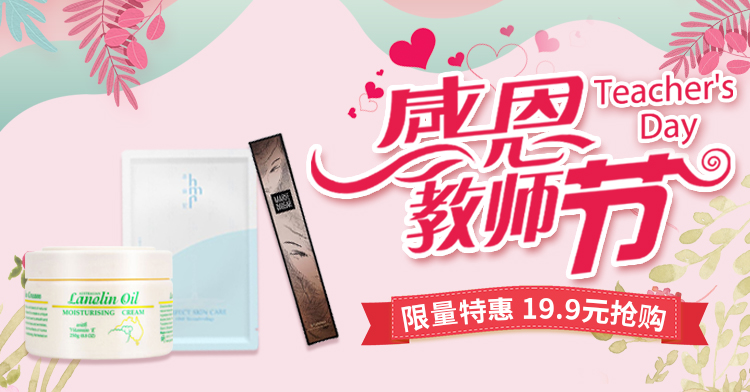 感恩
Teacher's
Day
教师节
限量特惠 19.9元抢购
Lanolin Oil
MOISTURISING CREAM
with
Vitamin E